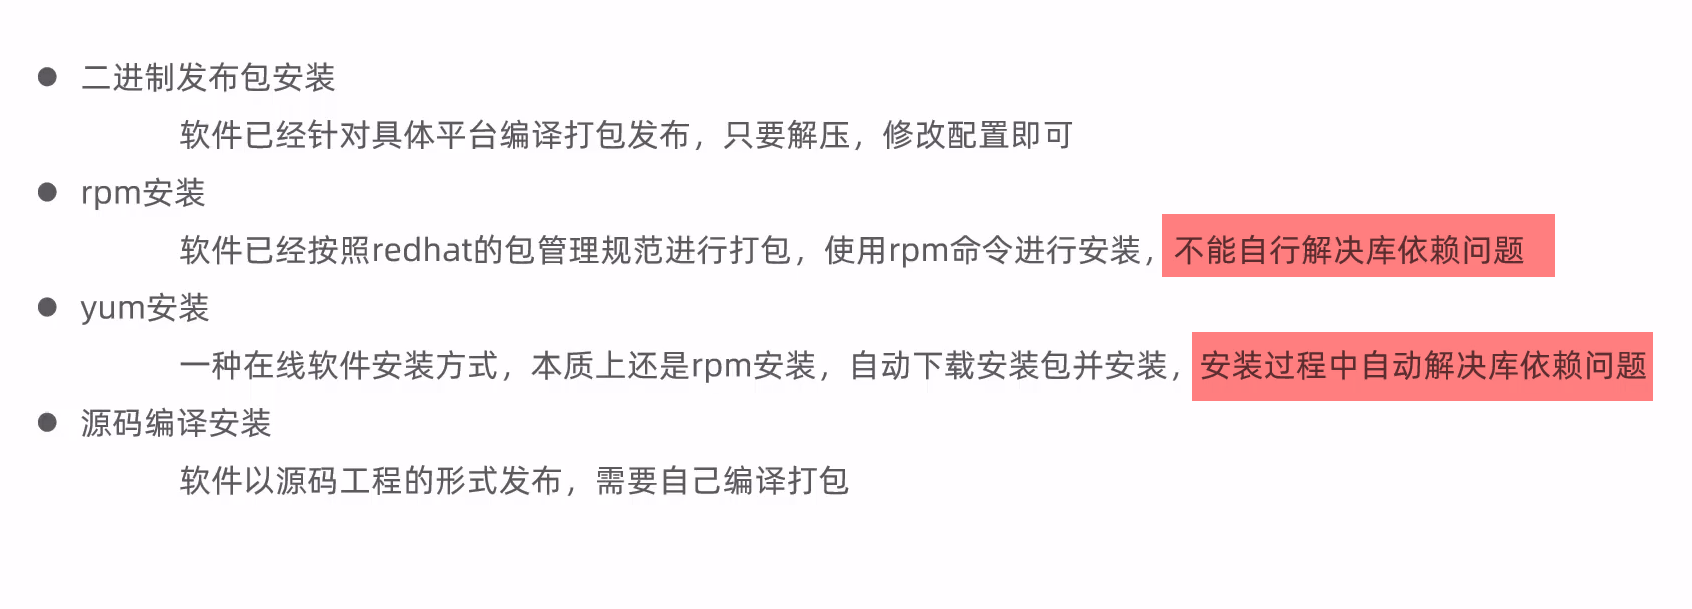 ● 二进制发布包安装
软件已经针对具体平台编译打包发布，只要解压，修改配置即可
● rpm安装
软件已经按照redhat的包管理规范进行打包，使用rpm命令进行安装，不能自行解决库依赖问题
● yum安装
一种在线软件安装方式，本质上还是rpm安装，自动下载安装包并安装，安装过程中自动解决库依赖问题
● 源码编译安装
软件以源码工程的形式发布，需要自己编译打包